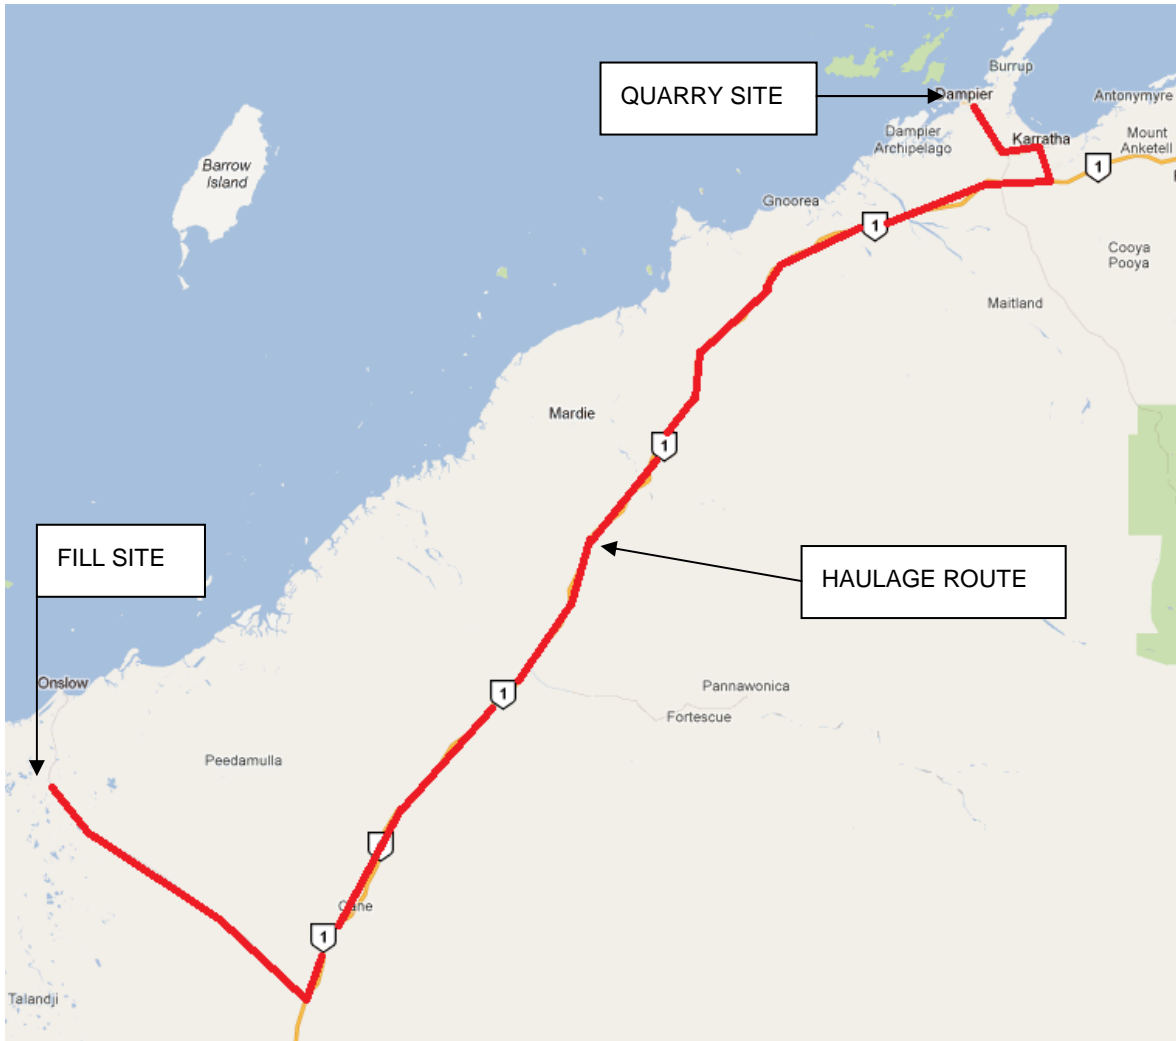 Burrup
QUARRY SITE
Dampier
Antonymyre
Dampier
Archipelago
Karratha
Mount
Anketell
1
Barrow
Island
Gnoorea
1
Cooya
Pooya
Maitland
Mardie
1
FILL SITE
HAULAGE ROUTE
Onslow
1
Pannawonica
Fortescue
Peedamulla
Cane
1
Talandji